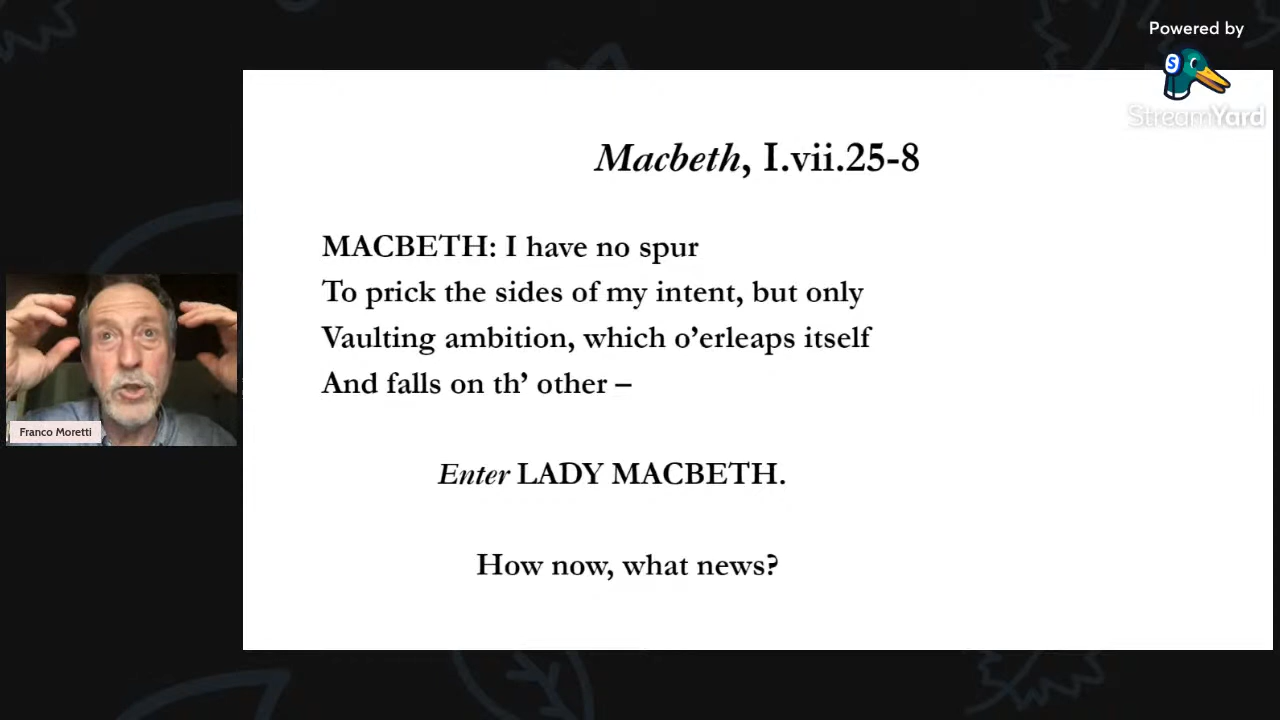 Powered by
StreamYard
Macbeth, I.vii.25-8
MACBETH: I have no spur
To prick the sides of my intent, but only
Vaulting ambition, which o’erleaps itself
And falls on th’ other –
Enter LADY MACBETH.
How now, what news?
Franco Moretti